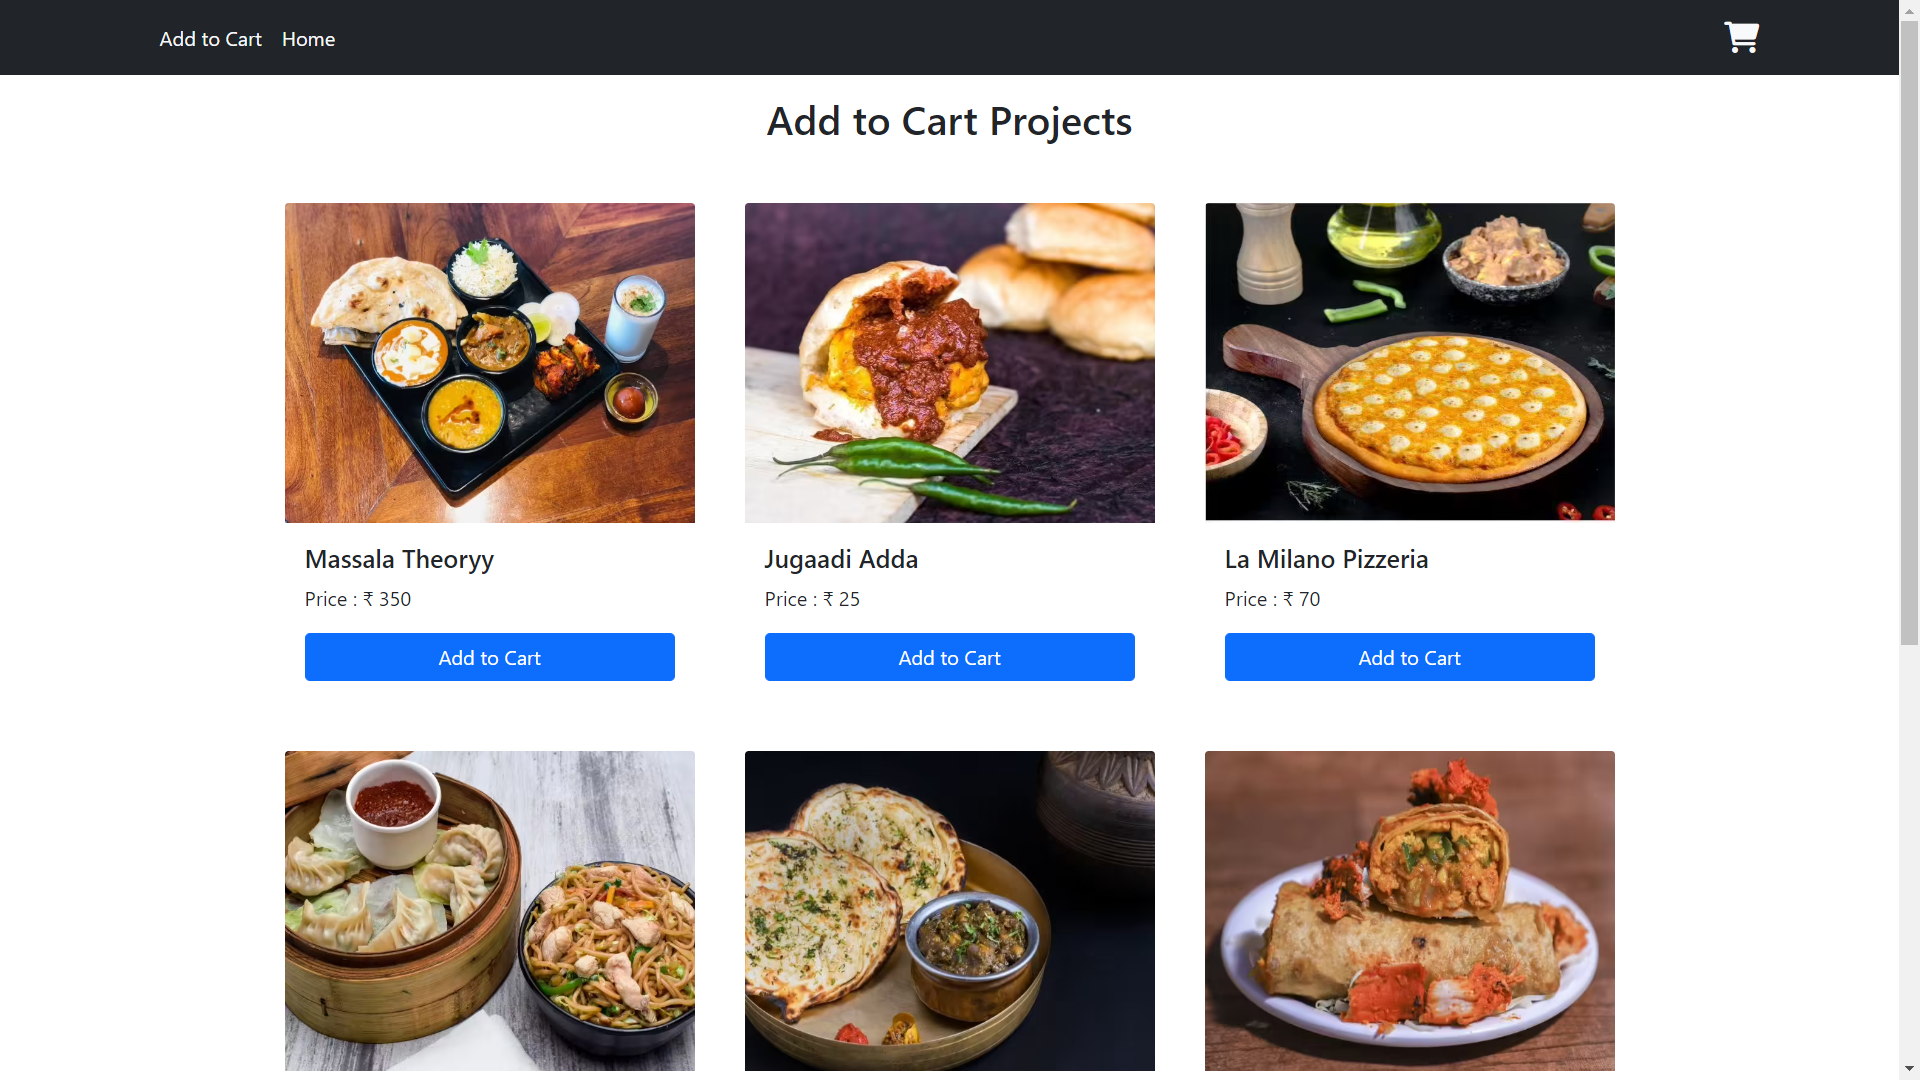 Add to Cart Home
Add to Cart Projects
Massala Theoryy
Price : ₹ 350
Add to Cart
Jugaadi Adda
Price : ₹ 25
Add to Cart
La Milano Pizzeria
Price : ₹ 70
Add to Cart